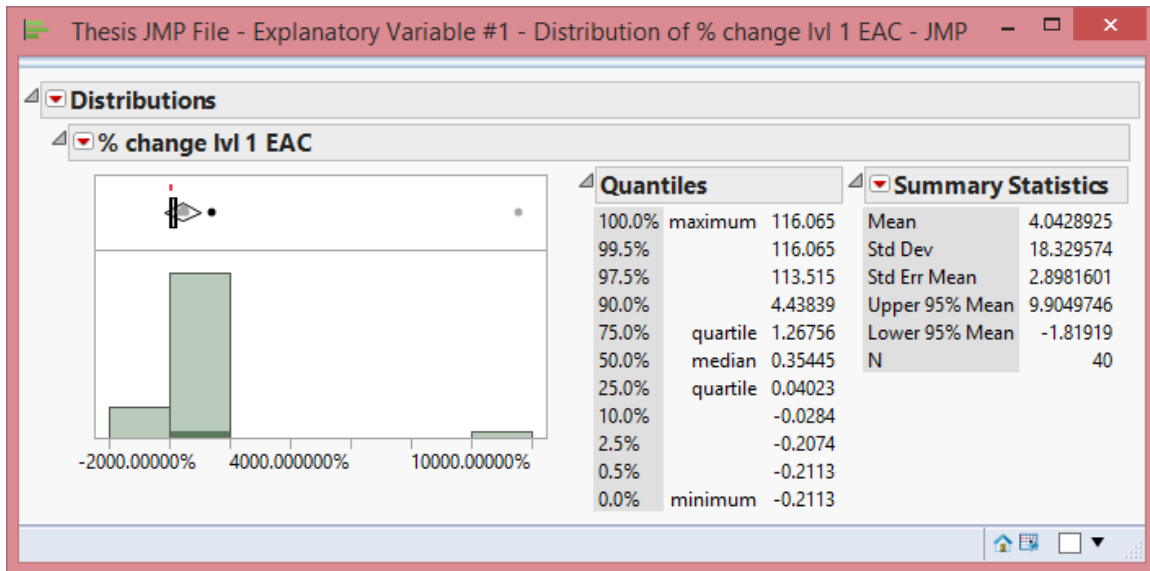 Thesis JMP File - Explanatory Variable #1 - Distribution of % change lvl 1 EAC - JMP
Distributions
% change lvl 1 EAC
-2000.00000% 4000.000000% 10000.00000%
Quantiles
100.0% maximum 116.065
99.5% 116.065
97.5% 113.515
90.0% 4.43839
75.0% quartile 1.26756
50.0% median 0.35445
25.0% quartile 0.04023
10.0% -0.0284
2.5% -0.2074
0.5% -0.2113
0.0% minimum -0.2113
Summary Statistics
Mean 4.0428925
Std Dev 18.329574
Std Err Mean 2.8981601
Upper 95% Mean 9.9049746
Lower 95% Mean -1.81919
N 40